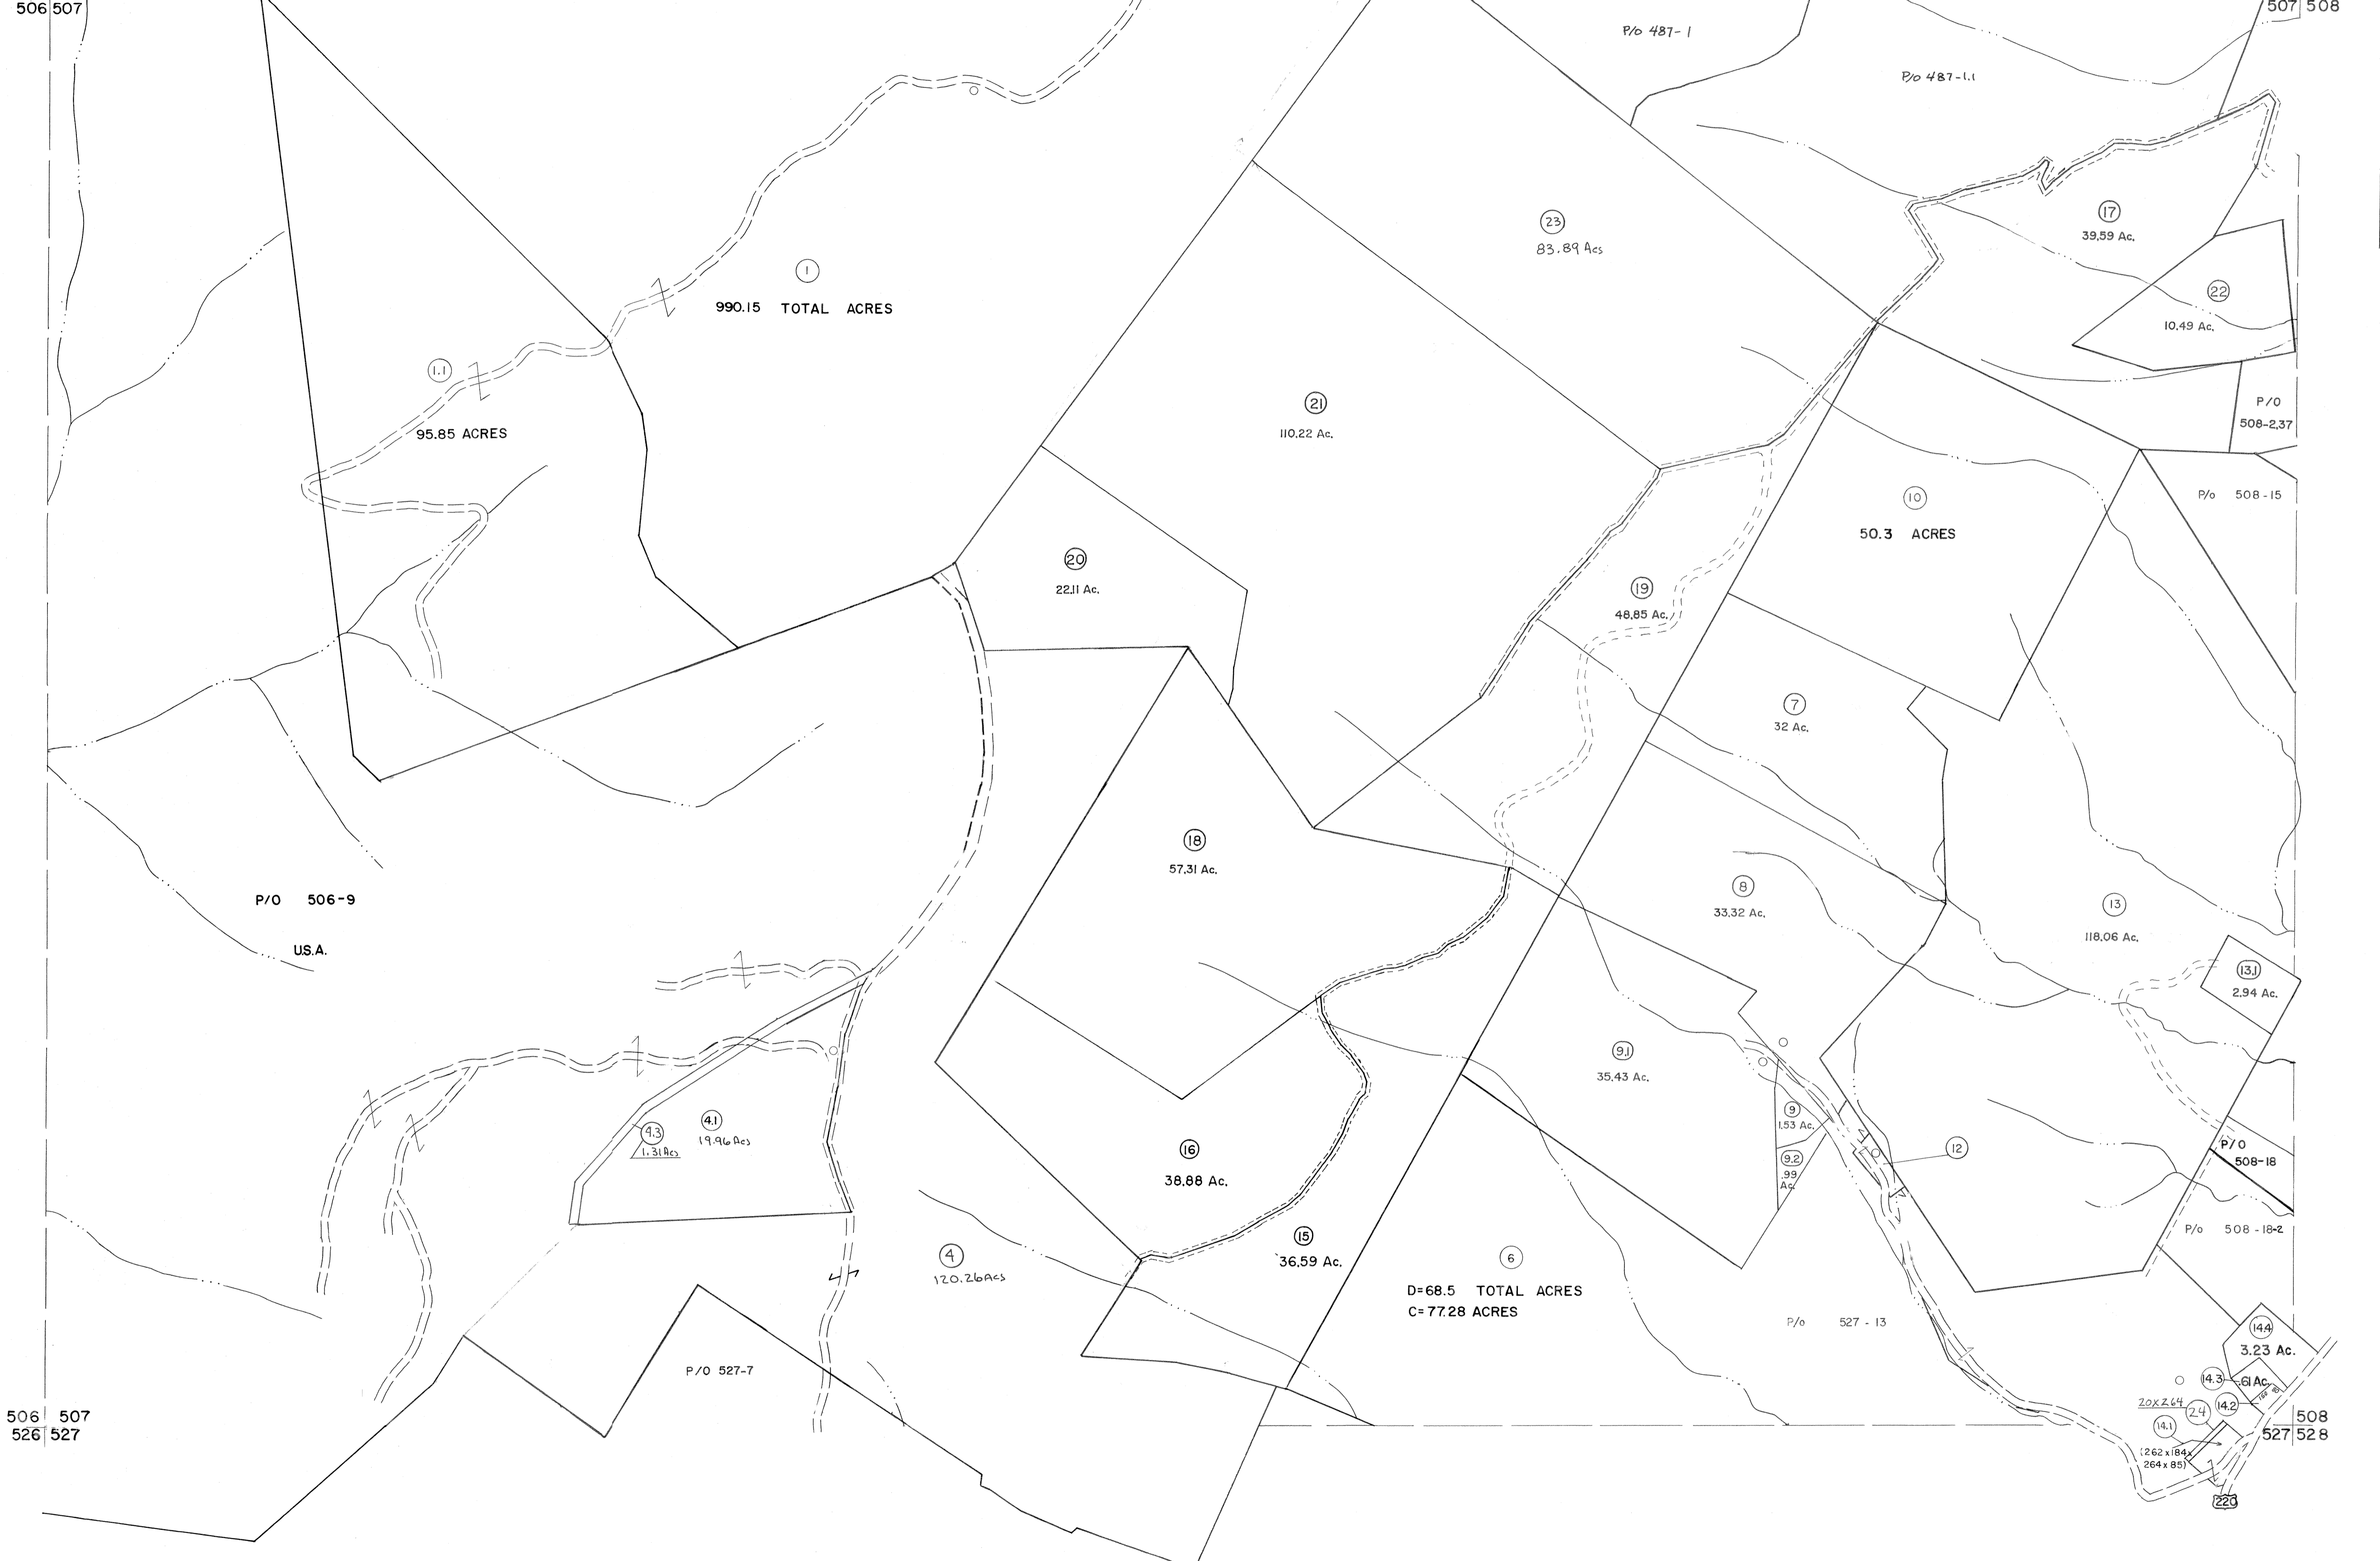 506 507
507 508
P/o 487-1
P/o 487-1.1
23
83.89 Acs
17
39.59 Ac.
1
990.15 TOTAL ACRES
22
10.49 Ac.
1.1
95.85 ACRES
21
110.22 Ac.
P/O
508-2.37
P/o 508-15
10
50.3 ACRES
20
22.11 Ac.
19
48.85 Ac.
7
32 Ac.
18
57.31 Ac.
8
33.32 Ac.
P/O 506-9
U.S.A.
13
118.06 Ac.
13.1
2.94 Ac.
9.1
35.43 Ac.
9
1.53 Ac.
4.1
19.96 Acs
4.3
1.31 Acs
16
38.88 Ac.
9.2
.99
Ac.
12
P/O
508-18
15
36.59 Ac.
P/o 508-18-2
4
120.26 Acs
6
D=68.5 TOTAL ACRES
C=77.28 ACRES
P/o 527-13
14.4
3.23 Ac.
P/O 527-7
14.3
.61 Ac.
20x264
24
14.2
14.1
(262x184x
264x85)
506 507
526 527
508
527 528
220